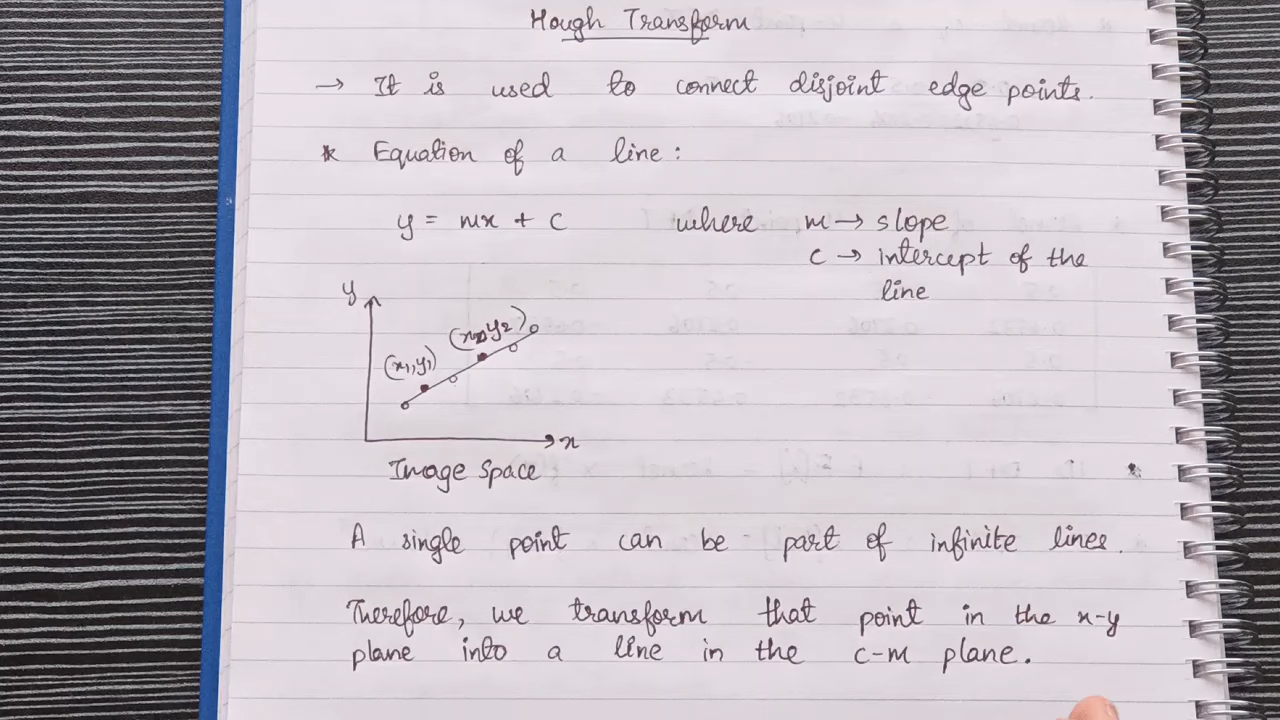 Hough Transform
→ It is used to connect disjoint edge points.
* Equation of a line:
y = mx + c where m → slope
c → intercept of the
line
y
(x₂, y₂)
(x₁, y₁)
x
Image Space
A single point can be part of infinite lines.
Therefore, we transform that point in the x-y
plane into a line in the c-m plane.